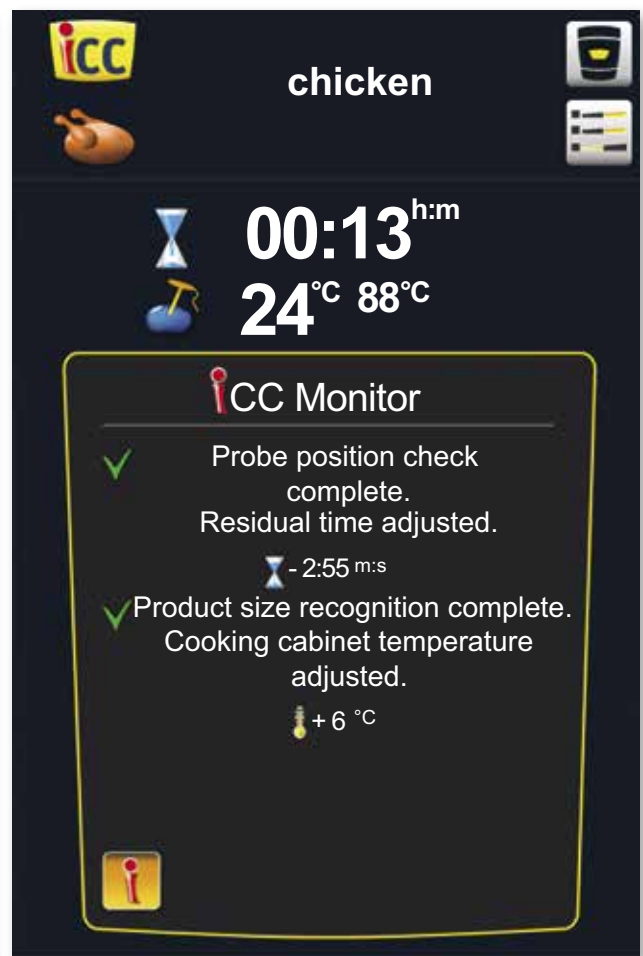 iCC
chicken
00:13 h:m
24°C 88°C
iCC Monitor
Probe position check
complete.
Residual time adjusted.
- 2:55 m:s
Product size recognition complete.
Cooking cabinet temperature
adjusted.
+ 6 °C
i